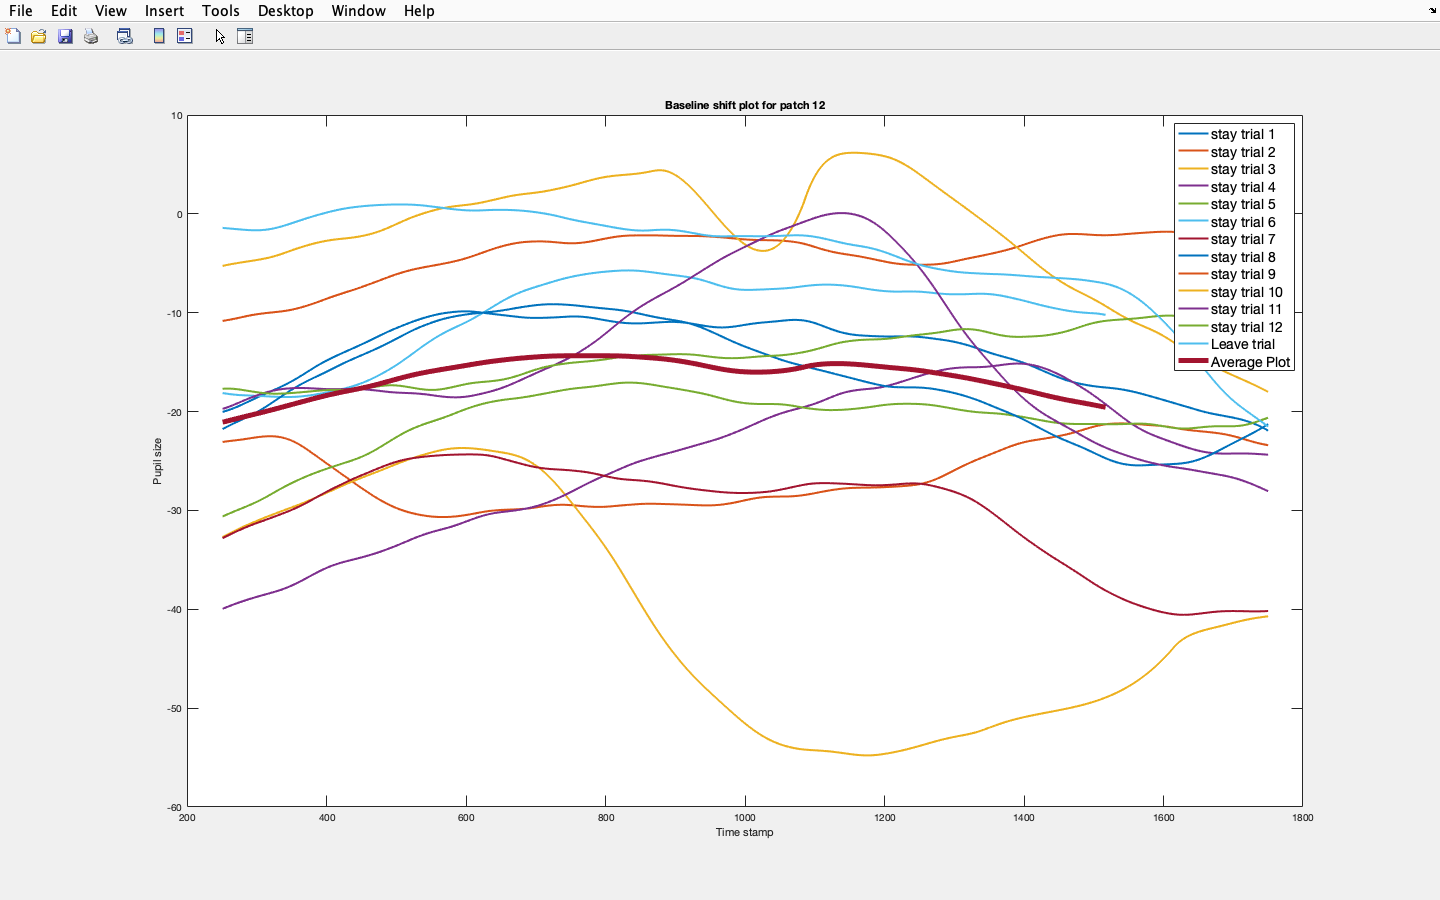 File Edit View Insert Tools Desktop Window Help
Baseline shift plot for patch 12
10
0
-10
-20
-30
-40
-50
-60
Pupil size
200 400 600 800 1000 1200 1400 1600 1800
Time stamp
stay trial 1
stay trial 2
stay trial 3
stay trial 4
stay trial 5
stay trial 6
stay trial 7
stay trial 8
stay trial 9
stay trial 10
stay trial 11
stay trial 12
Leave trial
Average Plot